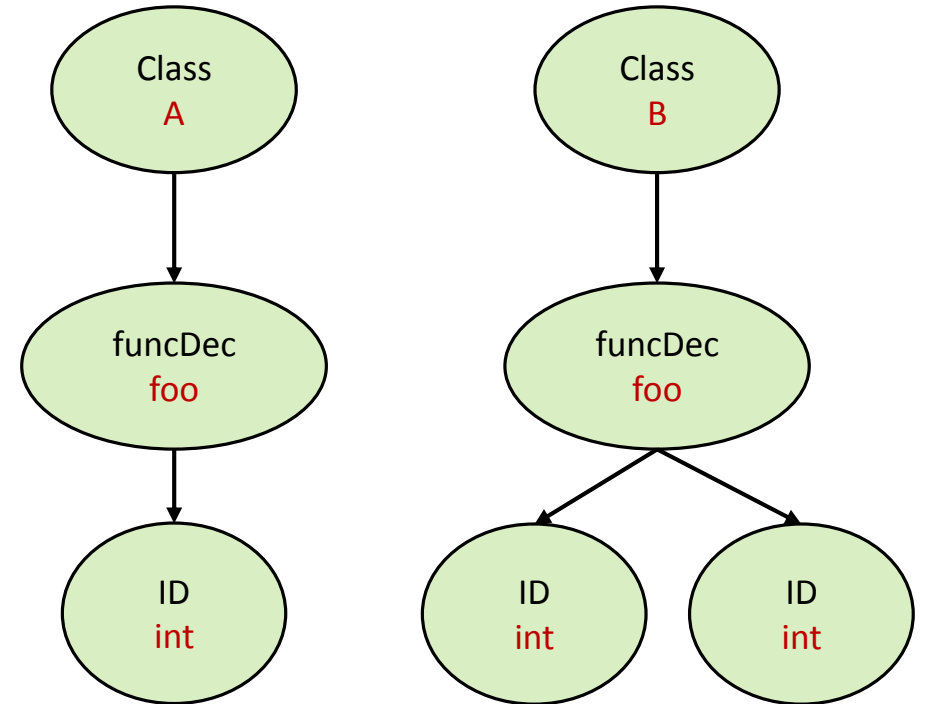 Class
A
Class
B
funcDec
foo
funcDec
foo
ID
int
ID
int
ID
int